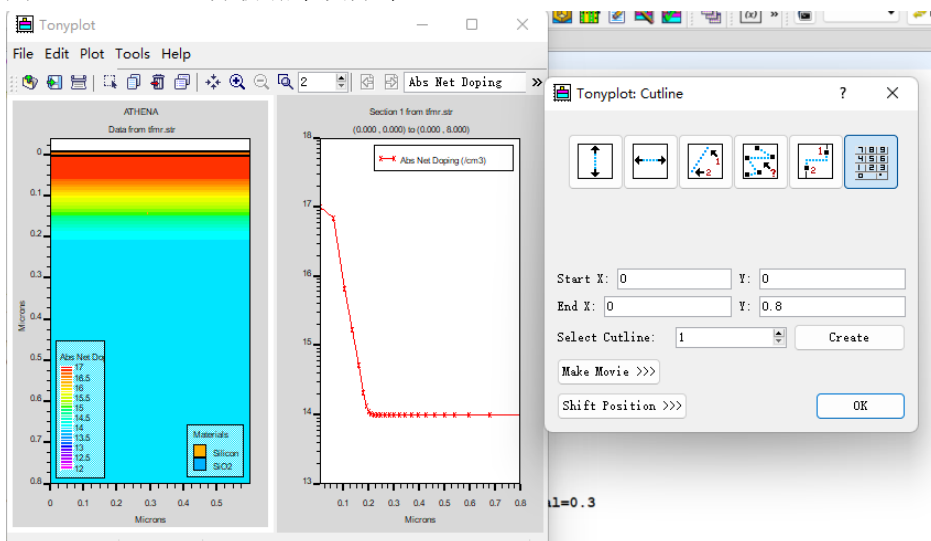 Tonyplot
File Edit Plot Tools Help
2
Abs Net Doping
»
ATHENA
Data from tfmr.str
0
0.1
0.2
0.3
0.4
0.5
0.6
0.7
0.8
Microns
Abs Net Dop
17
16.5
16
15.5
15
14.5
14
13.5
13
12.5
12
Materials
Silicon
SiO2
0 0.1 0.2 0.3 0.4 0.5
Microns
Section 1 from tfmr.str
(0.000 , 0.000) to (0.000 , 8.000)
Abs Net Doping (/cm3)
18
17
16
15
14
13
0.1 0.2 0.3 0.4 0.5 0.6 0.7 0.8
Microns
(x) »
Tonyplot: Cutline ? ×
Start X: 0 Y: 0
End X: 0 Y: 0.8
Select Cutline: 1 Create
Make Movie >>>
Shift Position >>> OK
al=0.3